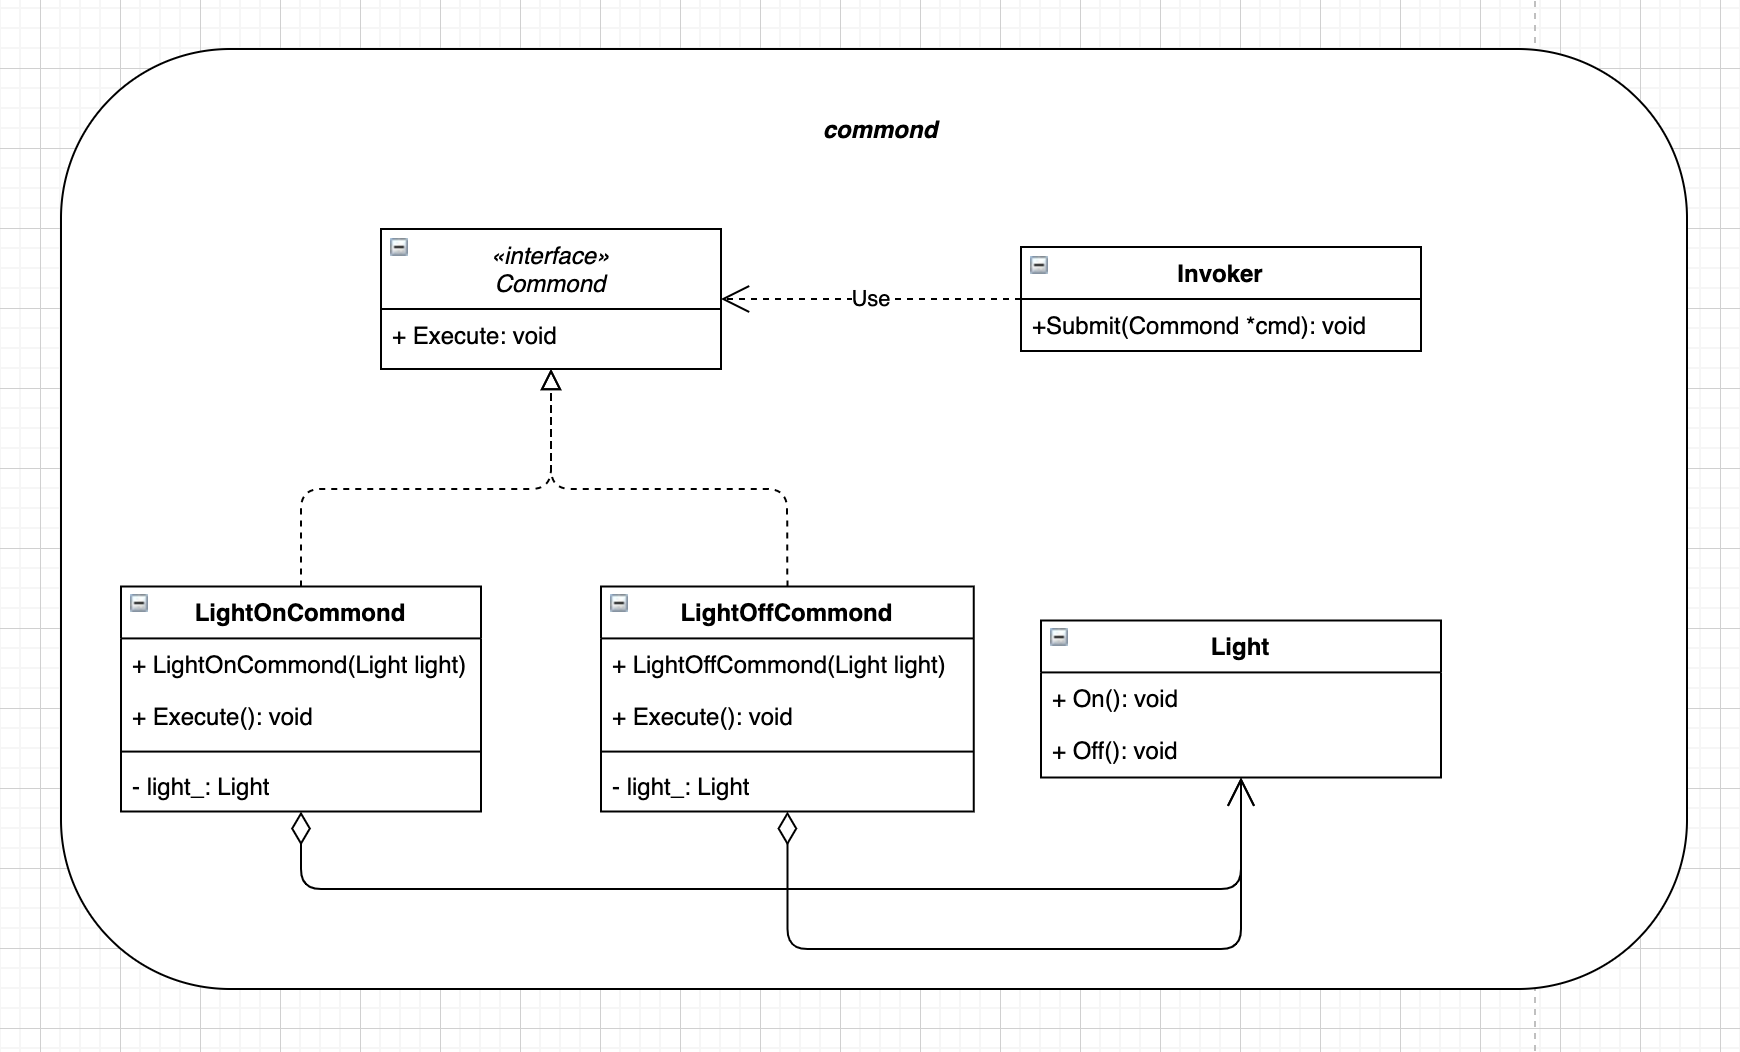 commond
«interface»
Commond
+ Execute: void
Use
Invoker
+Submit(Commond *cmd): void
LightOnCommond
+ LightOnCommond(Light light)
+ Execute(): void
- light_: Light
LightOffCommond
+ LightOffCommond(Light light)
+ Execute(): void
- light_: Light
Light
+ On(): void
+ Off(): void